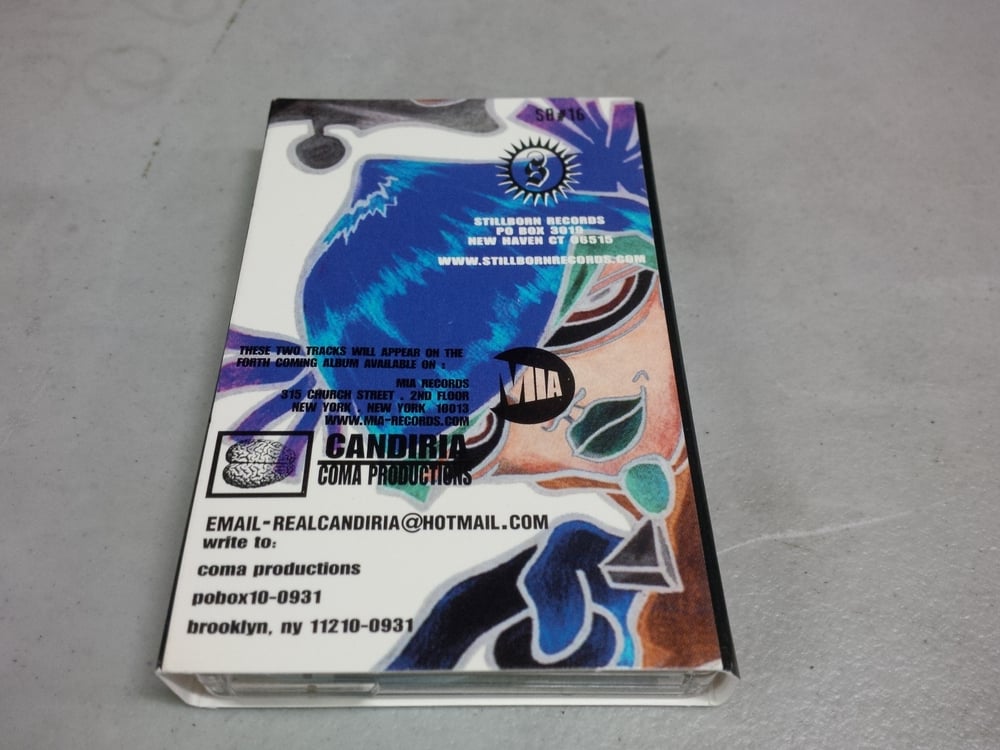 SB#16
STILLBORN RECORDS
PO BOX 3019
NEW HAVEN CT 06515
WWW.STILLBORNRECORDS.COM
THESE TWO TRACKS WILL APPEAR ON THE
FORTH COMING ALBUM AVAILABLE ON :
MIA RECORDS
315 CHURCH STREET . 2ND FLOOR
NEW YORK . NEW YORK 10013
WWW.MIA-RECORDS.COM
MIA
CANDIRIA
COMA PRODUCTIONS
EMAIL-REALCANDIRIA@HOTMAIL.COM
write to:
coma productions
pobox10-0931
brooklyn, ny 11210-0931